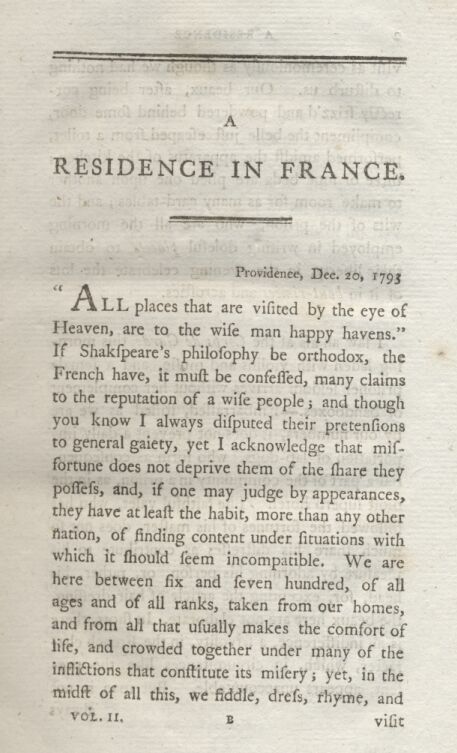 A
RESIDENCE IN FRANCE.
Providence, Dec. 20, 1793
“ ALL places that are viſited by the eye of
Heaven, are to the wiſe man happy havens.”
If Shakſpeare's philoſophy be orthodox, the
French have, it muſt be confeſſed, many claims
to the reputation of a wiſe people; and though
you know I always diſputed their pretenſions
to general gaiety, yet I acknowledge that miſ-
fortune does not deprive them of the ſhare they
poſſeſs, and, if one may judge by appearances,
they have at leaſt the habit, more than any other
nation, of finding content under ſituations with
which it ſhould ſeem incompatible. We are
here between ſix and ſeven hundred, of all
ages and of all ranks, taken from our homes,
and from all that uſually makes the comfort of
life, and crowded together under many of the
inflictions that conſtitute its miſery; yet, in the
midſt of all this, we fiddle, dreſs, rhyme, and
VOL. II. B viſit